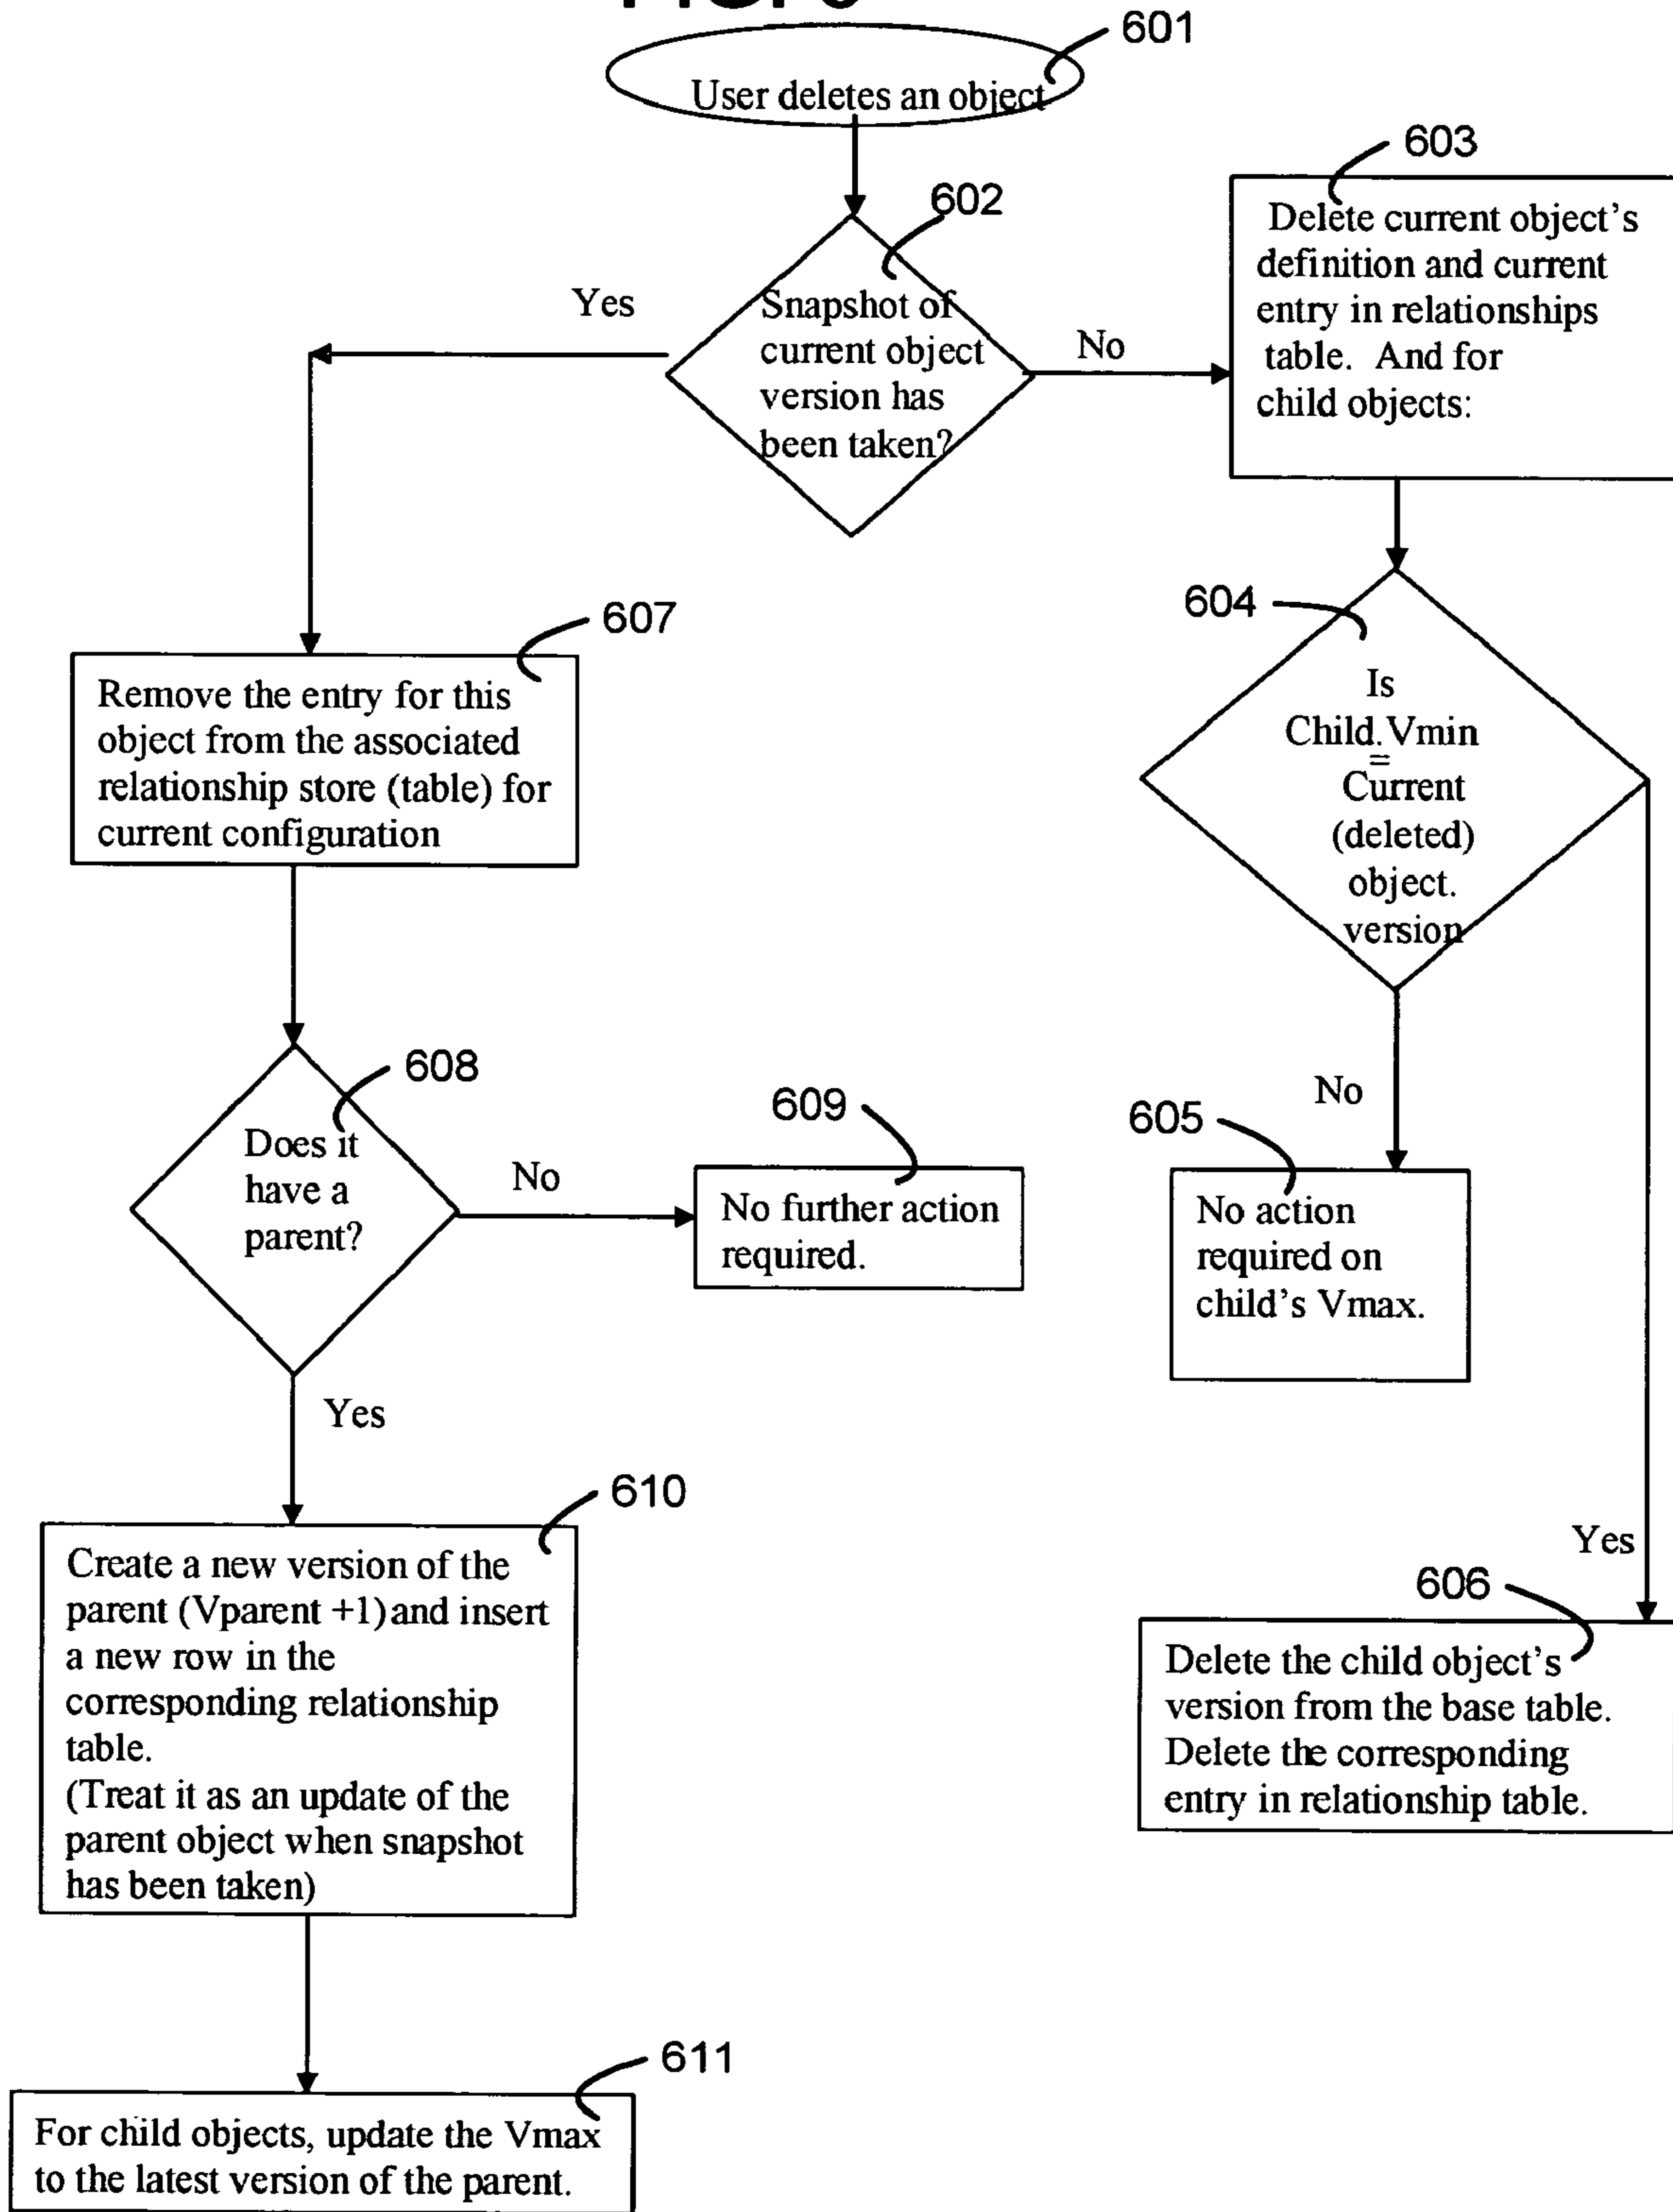 FIG. 6
601
User deletes an object
602
603
Delete current object's
definition and current
entry in relationships
table. And for
child objects:
Yes
Snapshot of
current object
version has
been taken?
No
604
607
Is
Child.Vmin
=
Current
(deleted)
object.
version
Remove the entry for this
object from the associated
relationship store (table) for
current configuration
608
Does it
have a
parent?
No
609
No further action
required.
No
605
No action
required on
child's Vmax.
Yes
610
Create a new version of the
parent (Vparent +1) and insert
a new row in the
corresponding relationship
table.
(Treat it as an update of the
parent object when snapshot
has been taken)
Yes
606
Delete the child object's
version from the base table.
Delete the corresponding
entry in relationship table.
611
For child objects, update the Vmax
to the latest version of the parent.